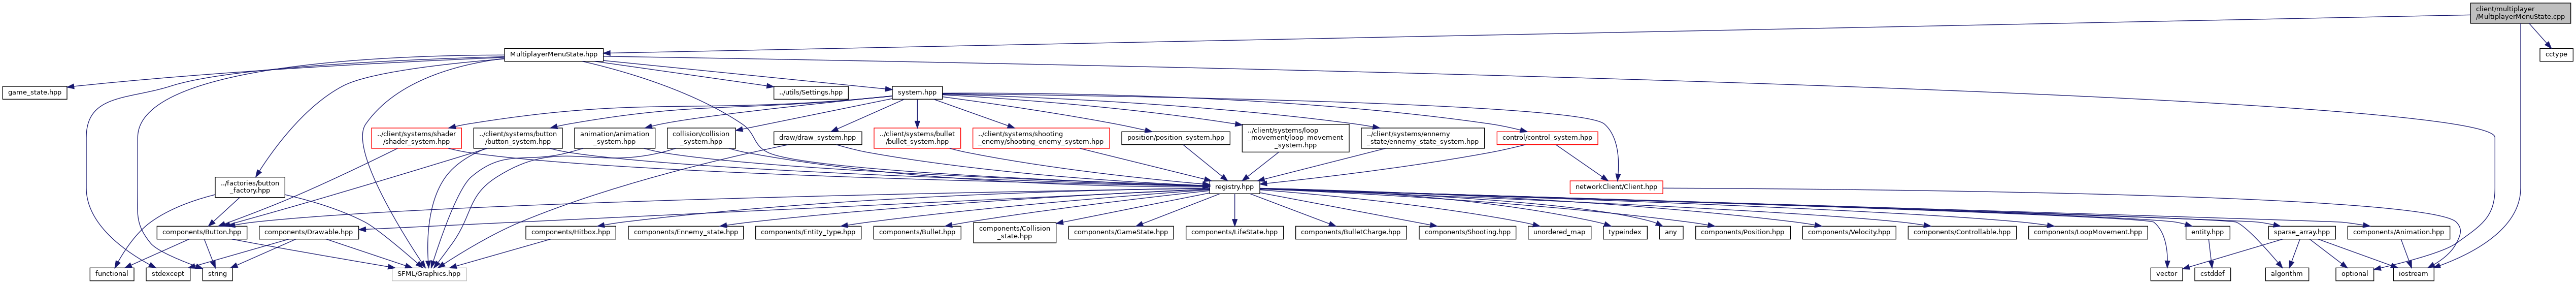 client/multiplayer
/MultiplayerMenuState.cpp
MultiplayerMenuState.hpp
cctype
game_state.hpp
../utils/Settings.hpp
system.hpp
../client/systems/shader
/shader_system.hpp
../client/systems/button
/button_system.hpp
animation/animation
_system.hpp
collision/collision
_system.hpp
draw/draw_system.hpp
../client/systems/bullet
/bullet_system.hpp
../client/systems/shooting
_enemy/shooting_enemy_system.hpp
position/position_system.hpp
../client/systems/loop
_movement/loop_movement
_system.hpp
../client/systems/ennemy
_state/ennemy_state_system.hpp
control/control_system.hpp
../factories/button
_factory.hpp
registry.hpp
networkClient/Client.hpp
components/Button.hpp
components/Drawable.hpp
components/Hitbox.hpp
components/Ennemy_state.hpp
components/Entity_type.hpp
components/Bullet.hpp
components/Collision
_state.hpp
components/GameState.hpp
components/LifeState.hpp
components/BulletCharge.hpp
components/Shooting.hpp
unordered_map
typeindex
any
components/Position.hpp
components/Velocity.hpp
components/Controllable.hpp
components/LoopMovement.hpp
entity.hpp
sparse_array.hpp
components/Animation.hpp
functional
stdexcept
string
SFML/Graphics.hpp
vector
cstddef
algorithm
optional
iostream